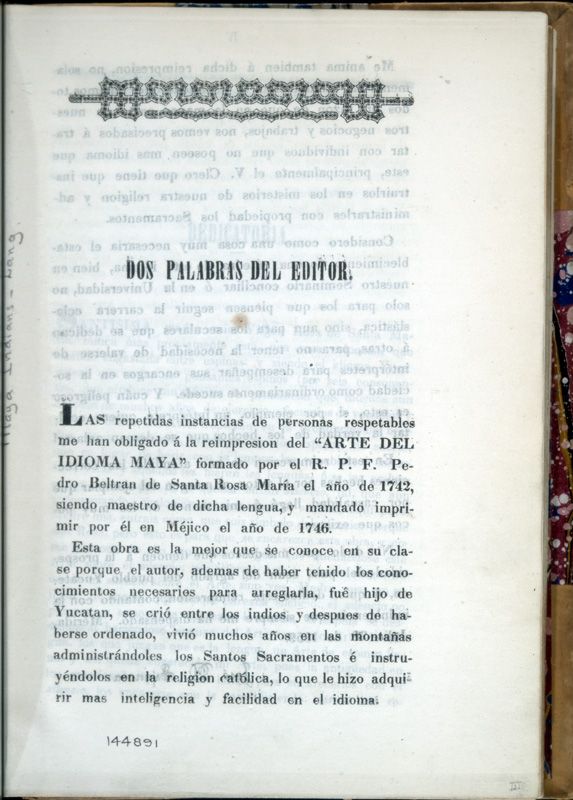 DOS PALABRAS DEL EDITOR.
LAS repetidas instancias de personas respetables
me han obligado á la reimpresion del "ARTE DEL
IDIOMA MAYA" formado por el R. P. F. Pe-
dro Beltran de Santa Rosa María el año de 1742,
siendo maestro de dicha lengua, y mandado impri-
mir por él en Méjico el año de 1746.
Esta obra es la mejor que se conoce en su cla-
se porque el autor, ademas de haber tenido los cono-
cimientos necesarios para arreglarla, fué hijo de
Yucatan, se crió entre los indios y despues de ha-
berse ordenado, vivió muchos años en las montañas
administrándoles los Santos Sacramentos é instru-
yéndolos en la religion católica, lo que le hizo adqui-
rir mas inteligencia y facilidad en el idioma.
144891
Maya Indians - Lang.